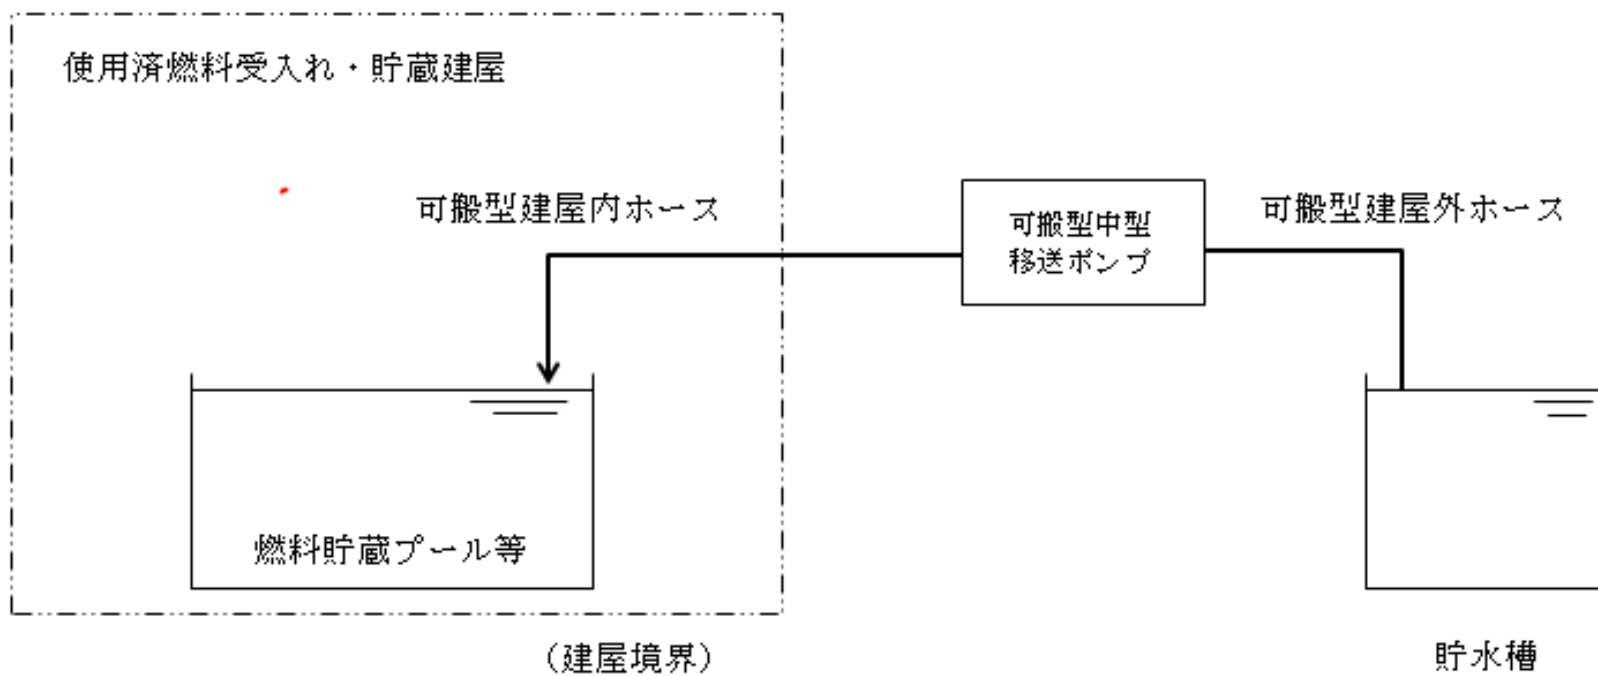 使用済燃料受入れ・貯蔵建屋
可搬型建屋内ホース
可搬型中型
移送ポンプ
可搬型建屋外ホース
燃料貯蔵プール等
（建屋境界）
貯水槽